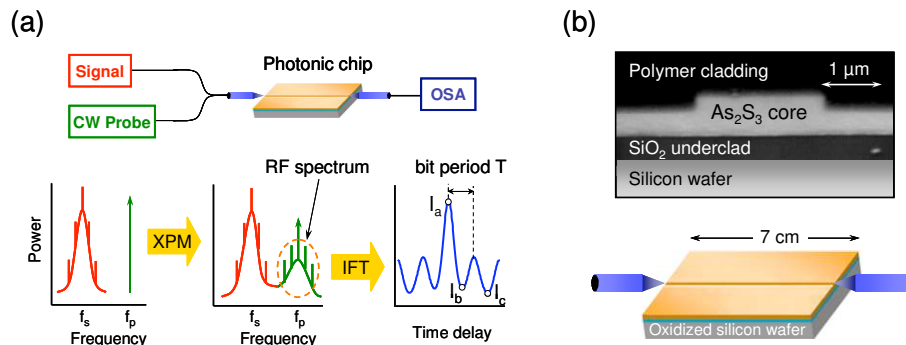 (a)
Signal
CW Probe
Photonic chip
OSA
RF spectrum
bit period T
Power
XPM
IFT
Ia
Ib
Ic
fs
fp
Frequency
fs
fp
Frequency
Time delay
(b)
Polymer cladding
1 μm
As2S3 core
SiO2 underclad
Silicon wafer
7 cm
Oxidized silicon wafer